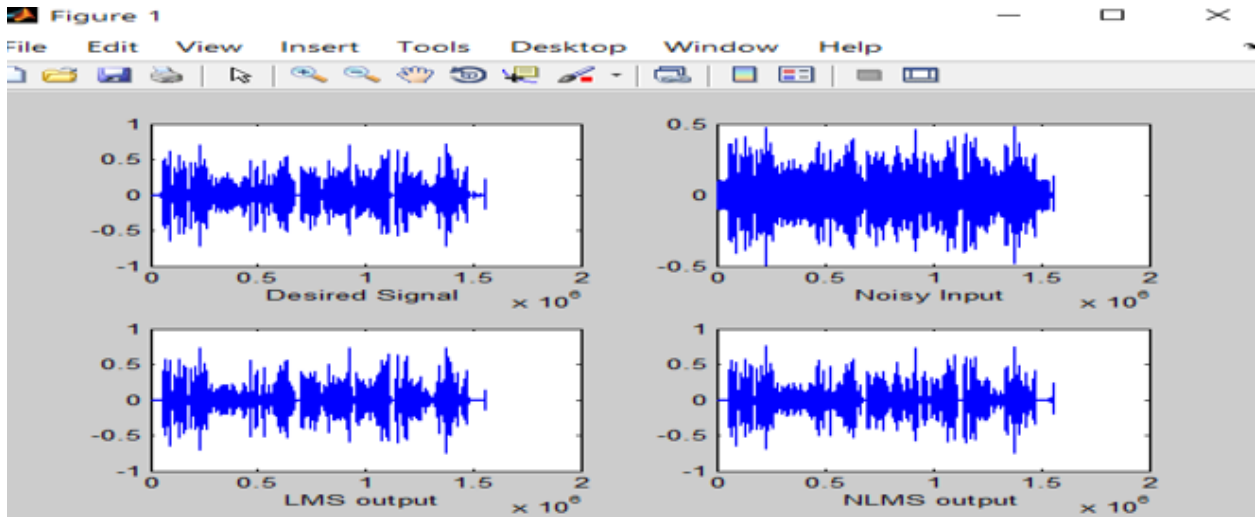 Figure 1
File Edit View Insert Tools Desktop Window Help
1
0.5
0
-0.5
-1
0 0.5 1 1.5 2
Desired Signal
× 10⁶
0.5
0
-0.5
0 0.5 1 1.5 2
Noisy Input
× 10⁶
1
0.5
0
-0.5
-1
0 0.5 1 1.5 2
LMS output
× 10⁶
1
0.5
0
-0.5
-1
0 0.5 1 1.5 2
NLMS output
× 10⁶